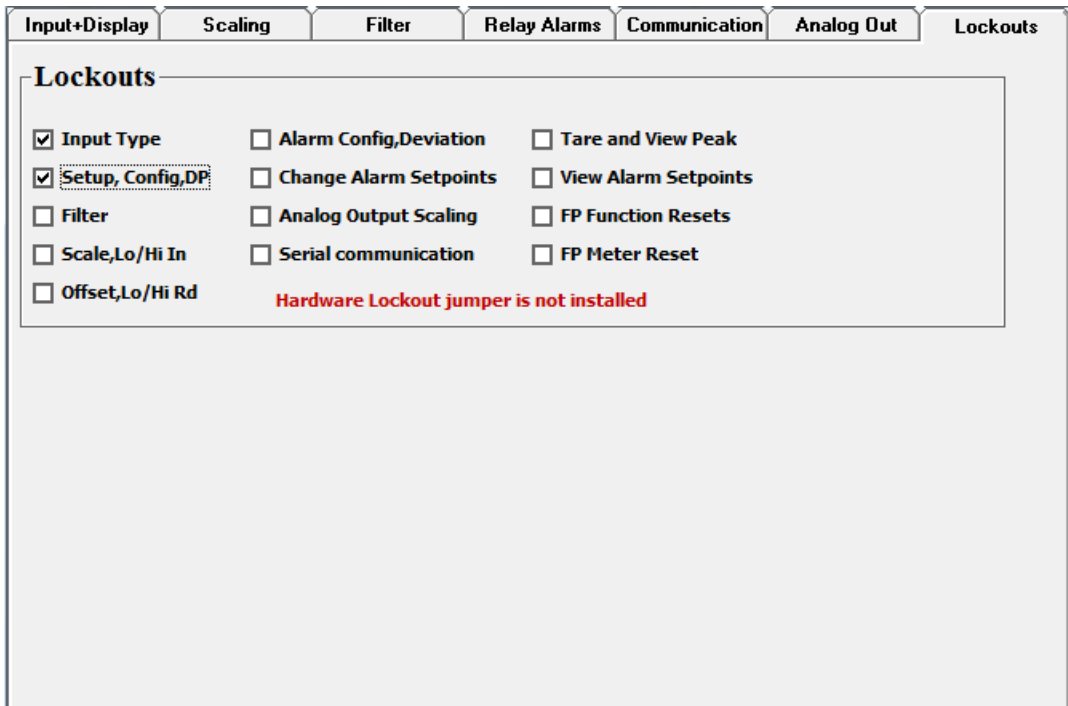 Input+Display Scaling Filter Relay Alarms Communication Analog Out Lockouts
Lockouts
Input Type Alarm Config,Deviation Tare and View Peak
Setup, Config,DP Change Alarm Setpoints View Alarm Setpoints
Filter Analog Output Scaling FP Function Resets
Scale,Lo/Hi In Serial communication FP Meter Reset
Offset,Lo/Hi Rd Hardware Lockout jumper is not installed